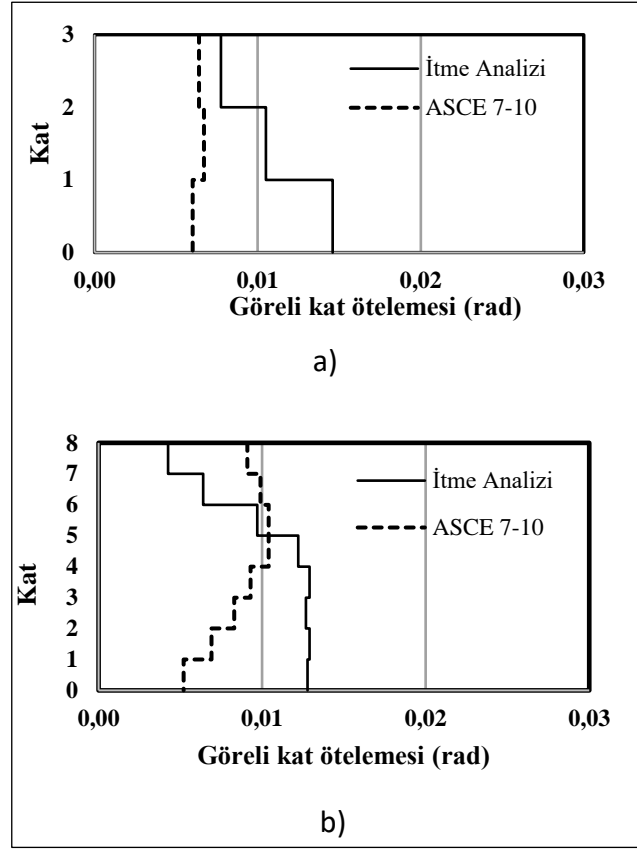 3
2
1
0
Kat
İtme Analizi
ASCE 7-10
0,00 0,01 0,02 0,03
Göreli kat ötelemesi (rad)
a)
8
7
6
5
4
3
2
1
0
Kat
İtme Analizi
ASCE 7-10
0,00 0,01 0,02 0,03
Göreli kat ötelemesi (rad)
b)